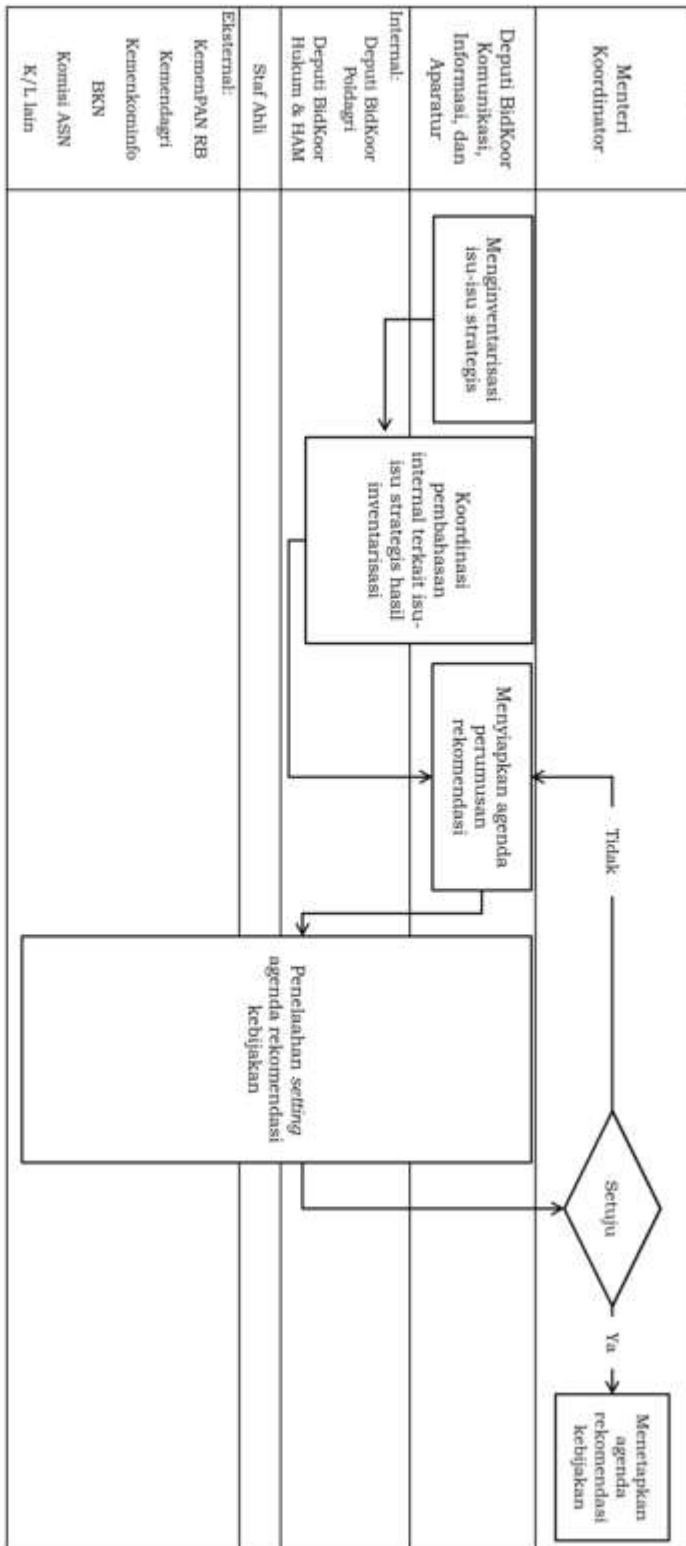 Menteri
Koordinator
Deputi BidKoor
Komunikasi,
Informasi, dan
Aparatur
Internal:
Deputi BidKoor
Poldagri
Deputi BidKoor
Hukum & HAM
Staf Ahli
Eksternal:
KemenPAN RB
Kemendagri
Kemenkominfo
BKN
Komisi ASN
K/L lain
Menginventarisasi
isu-isu strategis
Koordinasi
pembahasan
internal terkait isu-
isu strategis hasil
inventarisasi
Menyiapkan agenda
perumusan
rekomendasi
Tidak
Penelaahan setting
agenda rekomendasi
kebijakan
Setuju
Ya
Menetapkan
agenda
rekomendasi
kebijakan